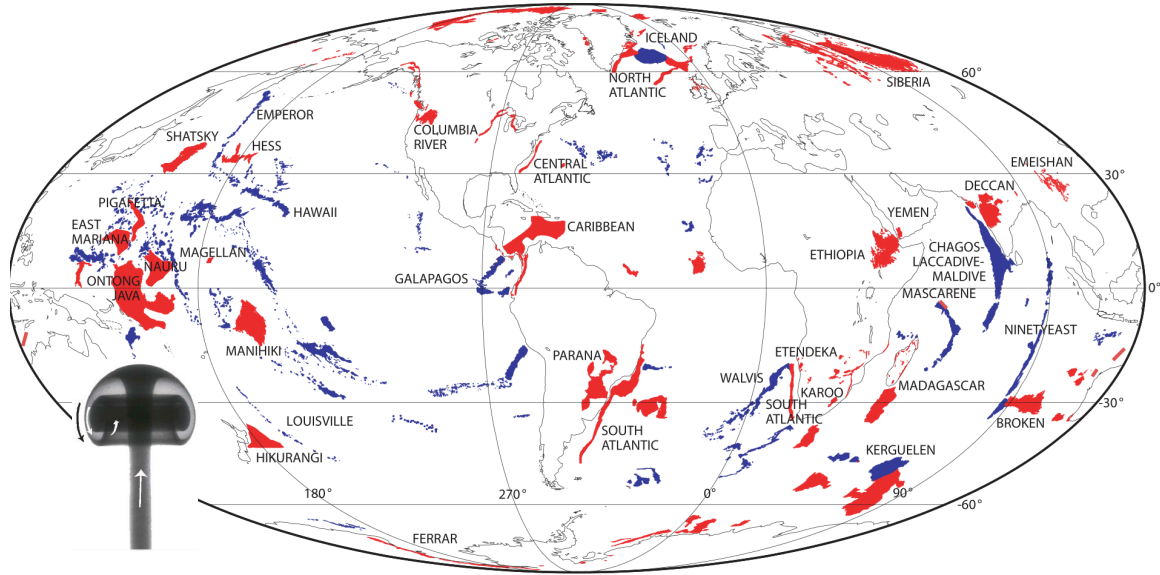 ICELAND
NORTH
ATLANTIC
60°
SIBERIA
EMPEROR
COLUMBIA
RIVER
SHATSKY
HESS
CENTRAL
ATLANTIC
30°
EMEISHAN
DECCAN
PIGAFETTA
HAWAII
EAST
MARIANA
CARIBBEAN
YEMEN
MAGELLAN
NAURU
ETHIOPIA
CHAGOS-
LACCADIVE-
MALDIVE
GALAPAGOS
ONTONG
JAVA
0°
MASCARENE
NINETYEAST
MANIHIKI
PARANA
ETENDEKA
WALVIS
KAROO
MADAGASCAR
SOUTH
ATLANTIC
-30°
LOUISVILLE
BROKEN
SOUTH
ATLANTIC
HIKURANGI
KERGUELEN
180°
270°
0°
90°
-60°
FERRAR